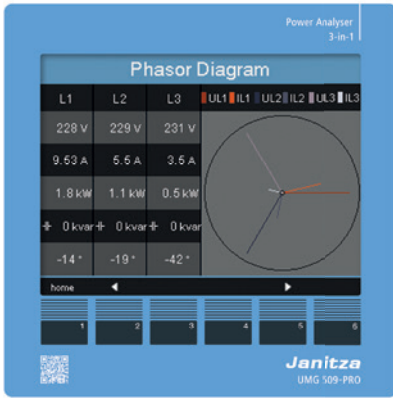 Power Analyser
3-in-1
Phasor Diagram
L1 L2 L3 UL1 IL1 UL2 IL2 UL3 IL3
228 V 229 V 231 V
9.53 A 5.5 A 3.5 A
1.8 kW 1.1 kW 0.5 kW
0 kvar 0 kvar 0 kvar
-14 ° -19 ° -42 °
home
1 2 3 4 5 6
Janitza
UMG 509-PRO